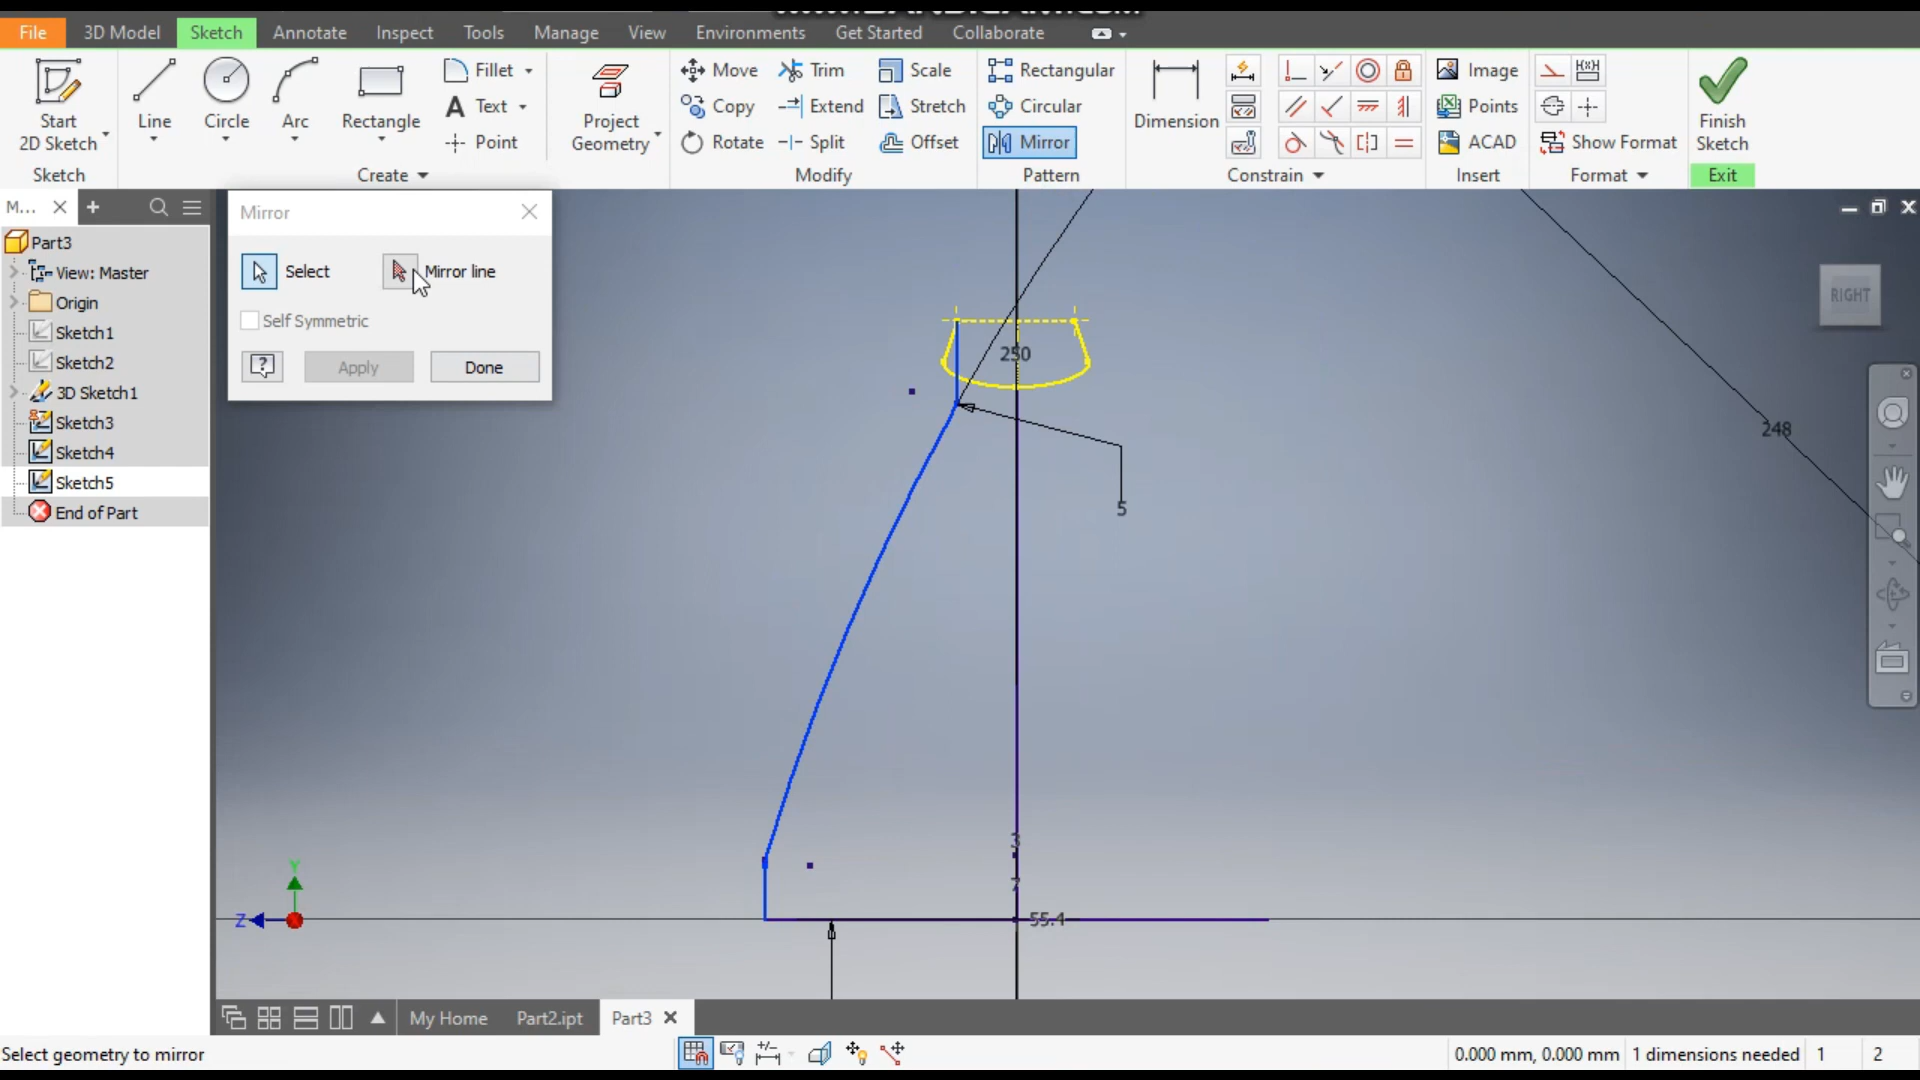 File 3D Model Sketch Annotate Inspect Tools Manage View Environments Get Started Collaborate
Start
2D Sketch
Line
Circle
Arc
Rectangle
Fillet
Text
Point
Project
Geometry
Move
Copy
Rotate
Trim
Extend
Split
Scale
Stretch
Offset
Rectangular
Circular
Mirror
Dimension
Image
Points
ACAD
Show Format
Finish
Sketch
Sketch
Create
Modify
Pattern
Constrain
Insert
Format
Exit
M...
Mirror
Select
Mirror line
Self Symmetric
Apply
Done
Part3
View: Master
Origin
Sketch1
Sketch2
3D Sketch1
Sketch3
Sketch4
Sketch5
End of Part
RIGHT
250
248
5
3
7
55.4
Y
Z
My Home
Part2.ipt
Part3
Select geometry to mirror
0.000 mm, 0.000 mm
1 dimensions needed
1
2